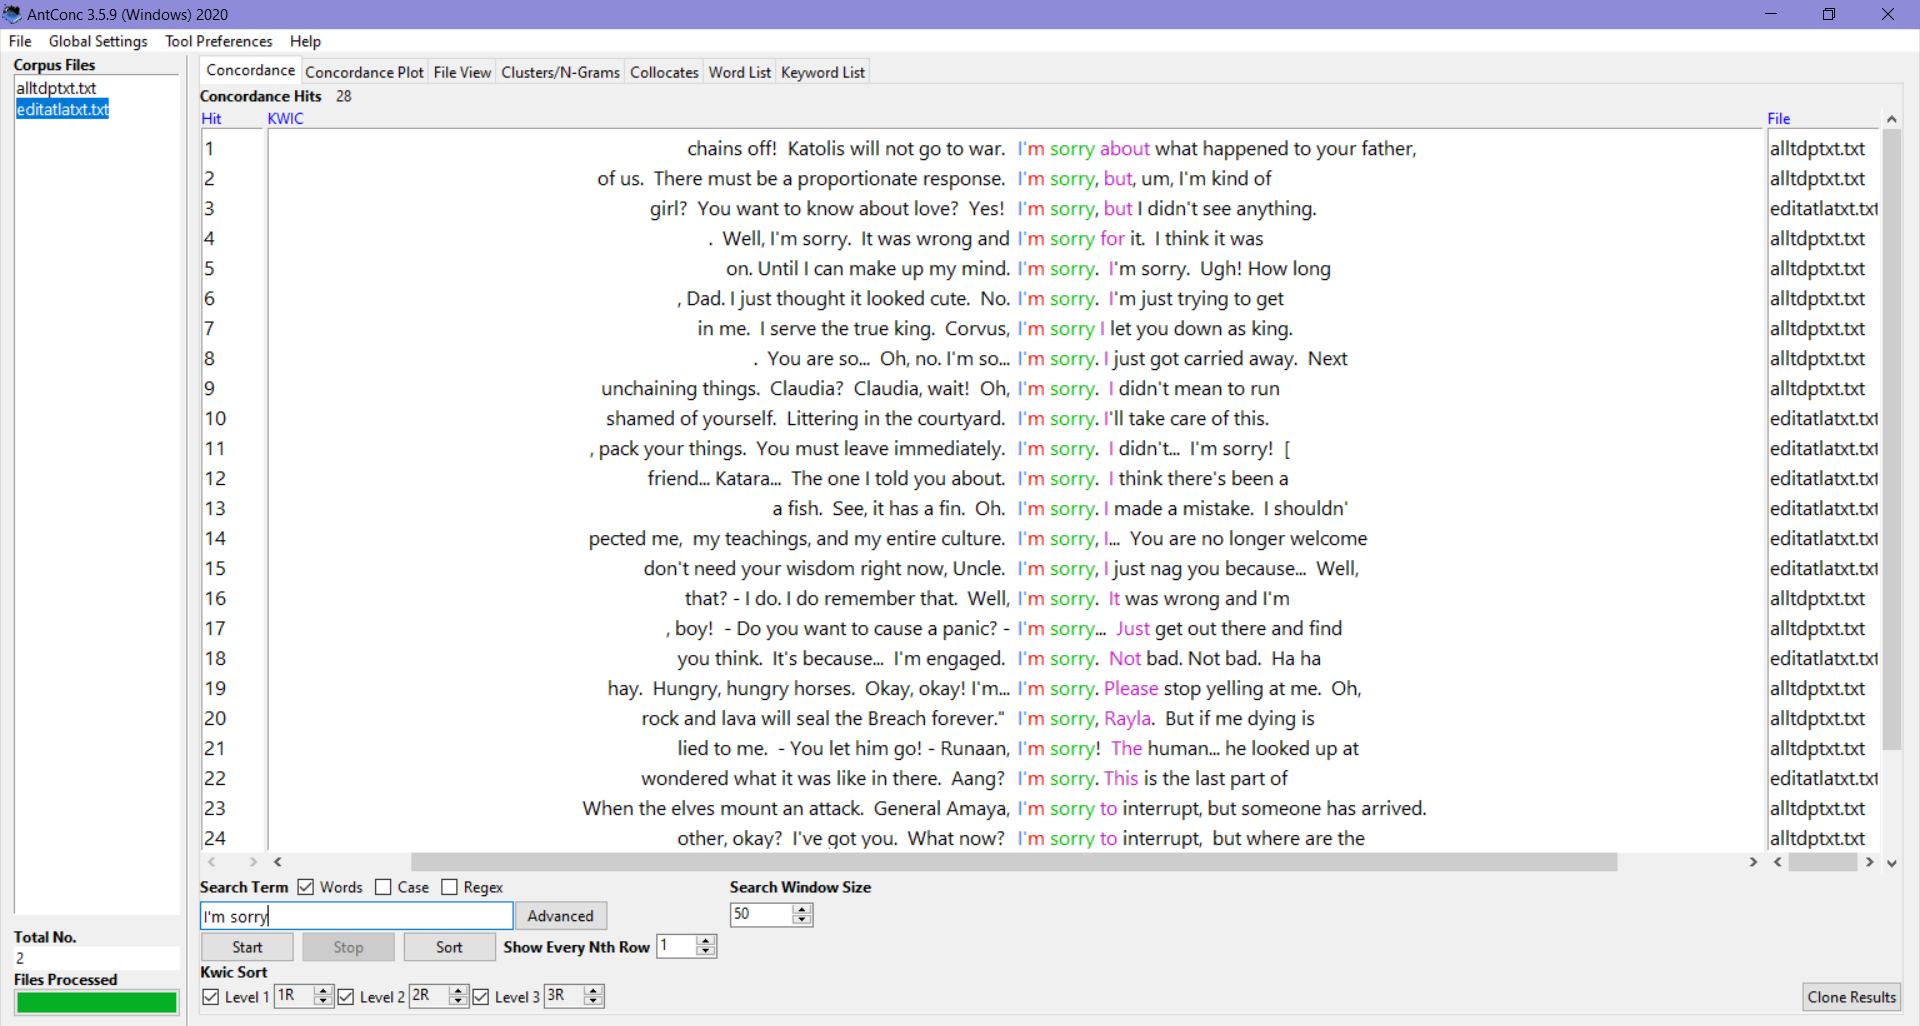 AntConc 3.5.9 (Windows) 2020
File Global Settings Tool Preferences Help
Corpus Files
alltdptxt.txt
editatlatxt.txt
Total No.
2
Files Processed
Concordance Concordance Plot File View Clusters/N-Grams Collocates Word List Keyword List
Concordance Hits 28
Hit KWIC File
1 chains off! Katolis will not go to war. I'm sorry about what happened to your father, alltdptxt.txt
2 of us. There must be a proportionate response. I'm sorry, but, um, I'm kind of alltdptxt.txt
3 girl? You want to know about love? Yes! I'm sorry, but I didn't see anything. editatlatxt.txt
4 . Well, I'm sorry. It was wrong and I'm sorry for it. I think it was alltdptxt.txt
5 on. Until I can make up my mind. I'm sorry. I'm sorry. Ugh! How long alltdptxt.txt
6 , Dad. I just thought it looked cute. No. I'm sorry. I'm just trying to get alltdptxt.txt
7 in me. I serve the true king. Corvus, I'm sorry I let you down as king. alltdptxt.txt
8 . You are so... Oh, no. I'm so... I'm sorry. I just got carried away. Next alltdptxt.txt
9 unchaining things. Claudia? Claudia, wait! Oh, I'm sorry. I didn't mean to run alltdptxt.txt
10 shamed of yourself. Littering in the courtyard. I'm sorry. I'll take care of this. editatlatxt.txt
11 , pack your things. You must leave immediately. I'm sorry. I didn't... I'm sorry! [ editatlatxt.txt
12 friend... Katara... The one I told you about. I'm sorry. I think there's been a editatlatxt.txt
13 a fish. See, it has a fin. Oh. I'm sorry. I made a mistake. I shouldn' editatlatxt.txt
14 pected me, my teachings, and my entire culture. I'm sorry, I... You are no longer welcome editatlatxt.txt
15 don't need your wisdom right now, Uncle. I'm sorry, I just nag you because... Well, editatlatxt.txt
16 that? - I do. I do remember that. Well, I'm sorry. It was wrong and I'm alltdptxt.txt
17 , boy! - Do you want to cause a panic? - I'm sorry... Just get out there and find alltdptxt.txt
18 you think. It's because... I'm engaged. I'm sorry. Not bad. Not bad. Ha ha editatlatxt.txt
19 hay. Hungry, hungry horses. Okay, okay! I'm... I'm sorry. Please stop yelling at me. Oh, alltdptxt.txt
20 rock and lava will seal the Breach forever." I'm sorry, Rayla. But if me dying is alltdptxt.txt
21 lied to me. - You let him go! - Runaan, I'm sorry! The human... he looked up at alltdptxt.txt
22 wondered what it was like in there. Aang? I'm sorry. This is the last part of editatlatxt.txt
23 When the elves mount an attack. General Amaya, I'm sorry to interrupt, but someone has arrived. alltdptxt.txt
24 other, okay? I've got you. What now? I'm sorry to interrupt, but where are the alltdptxt.txt
Search Term Words Case Regex Search Window Size
I'm sorry Advanced 50
Start Stop Sort Show Every Nth Row 1
Kwic Sort
Level 1 1R Level 2 2R Level 3 3R Clone Results